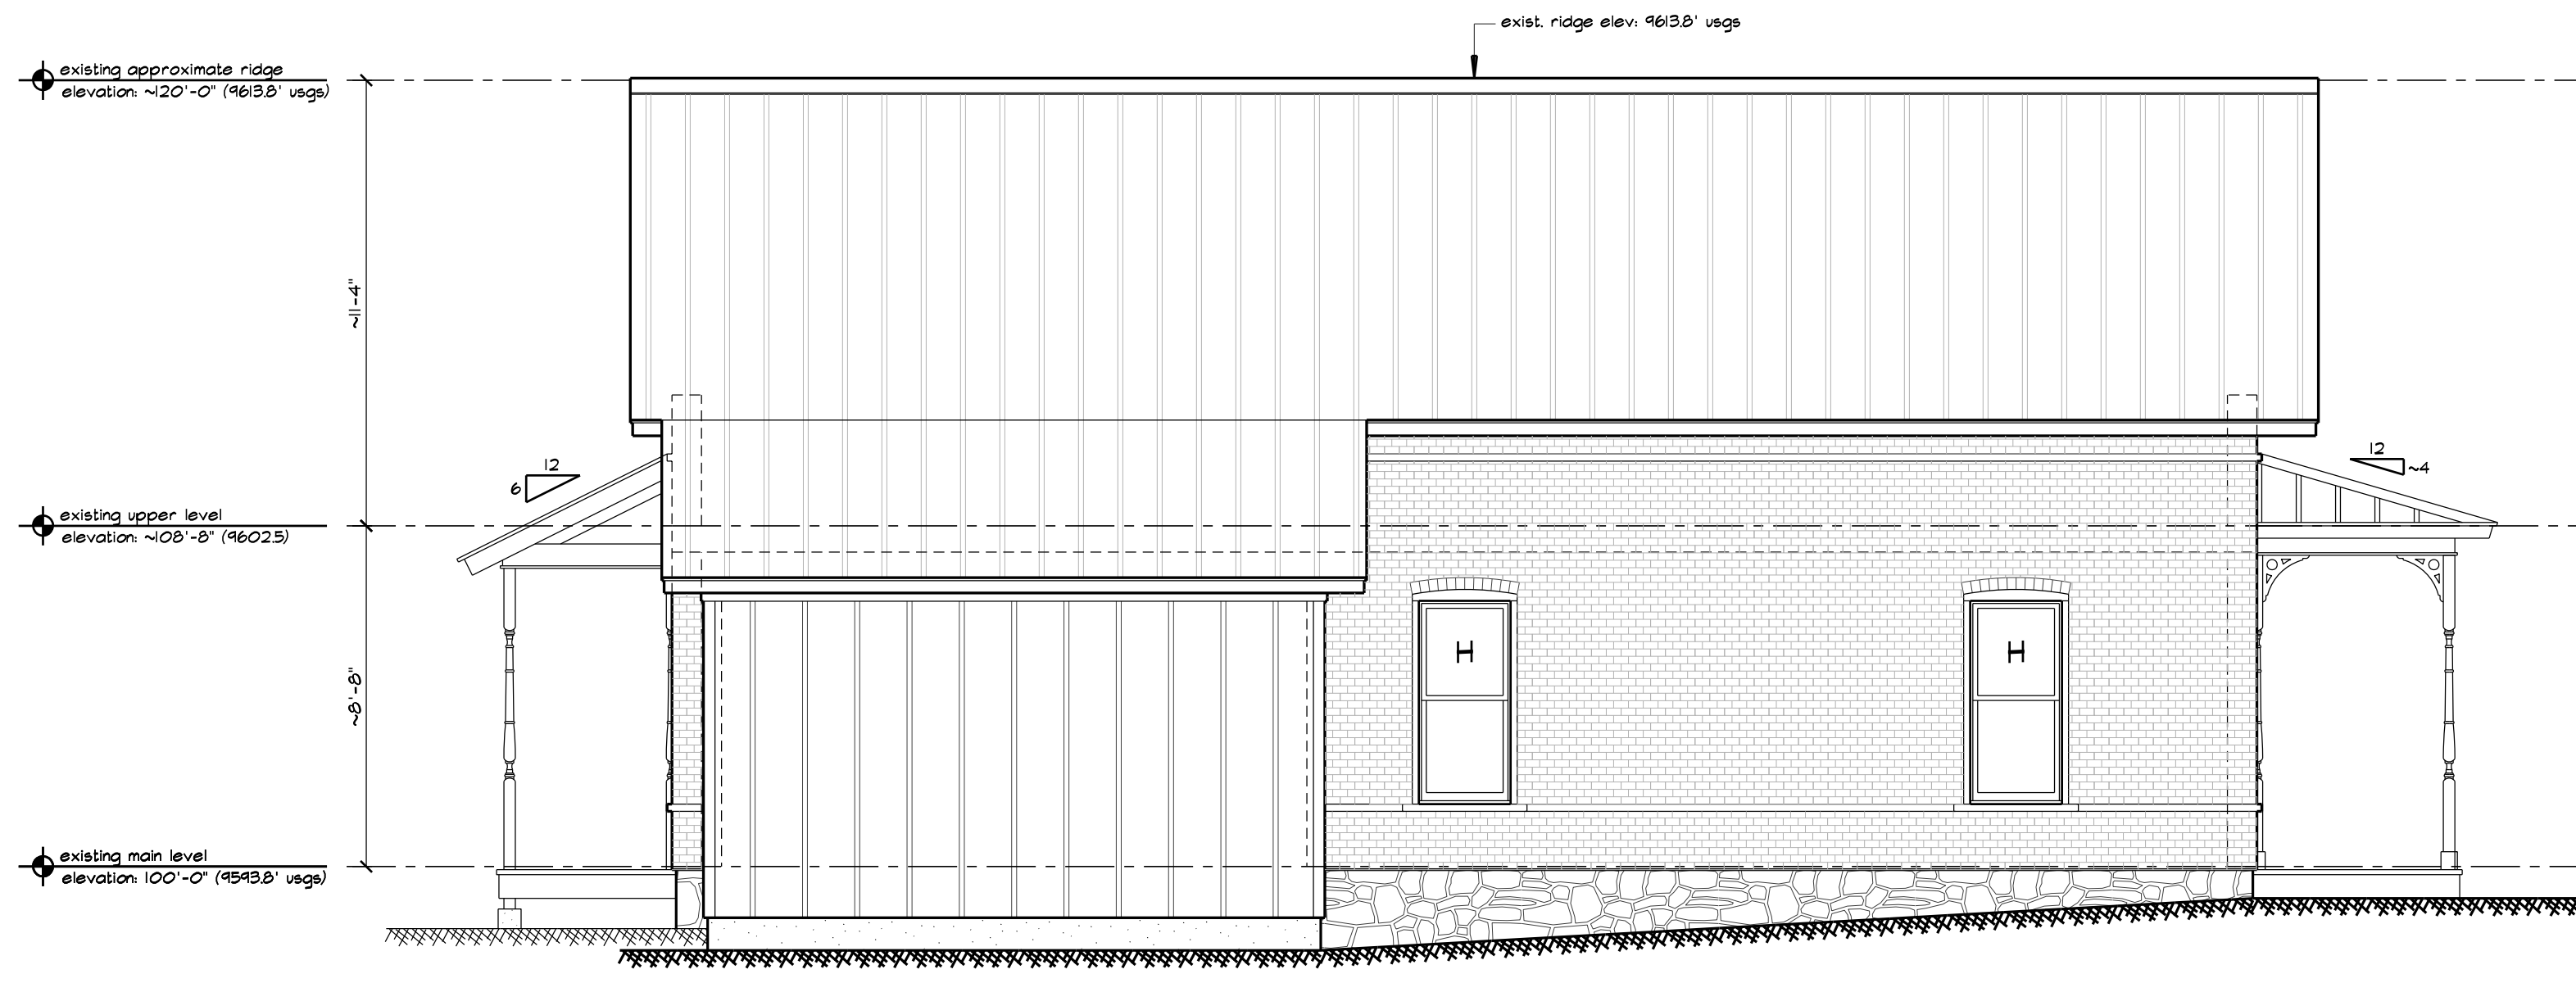 exist. ridge elev: 9613.8' usgs
existing approximate ridge
elevation: ~120'-0" (9613.8' usgs)
~11'-4"
12
6
12
~4
existing upper level
elevation: ~108'-8" (9602.5)
H
H
~8'-8"
existing main level
elevation: 100'-0" (9593.8' usgs)